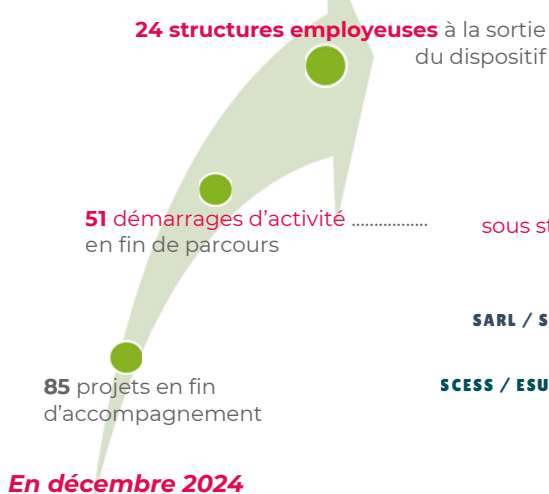 24 structures employeuses à la sortie
du dispositif
51 démarrages d’activité ................
en fin de parcours
sous
SARL /
SCESS / ESU
85 projets en fin
d’accompagnement
En décembre 2024